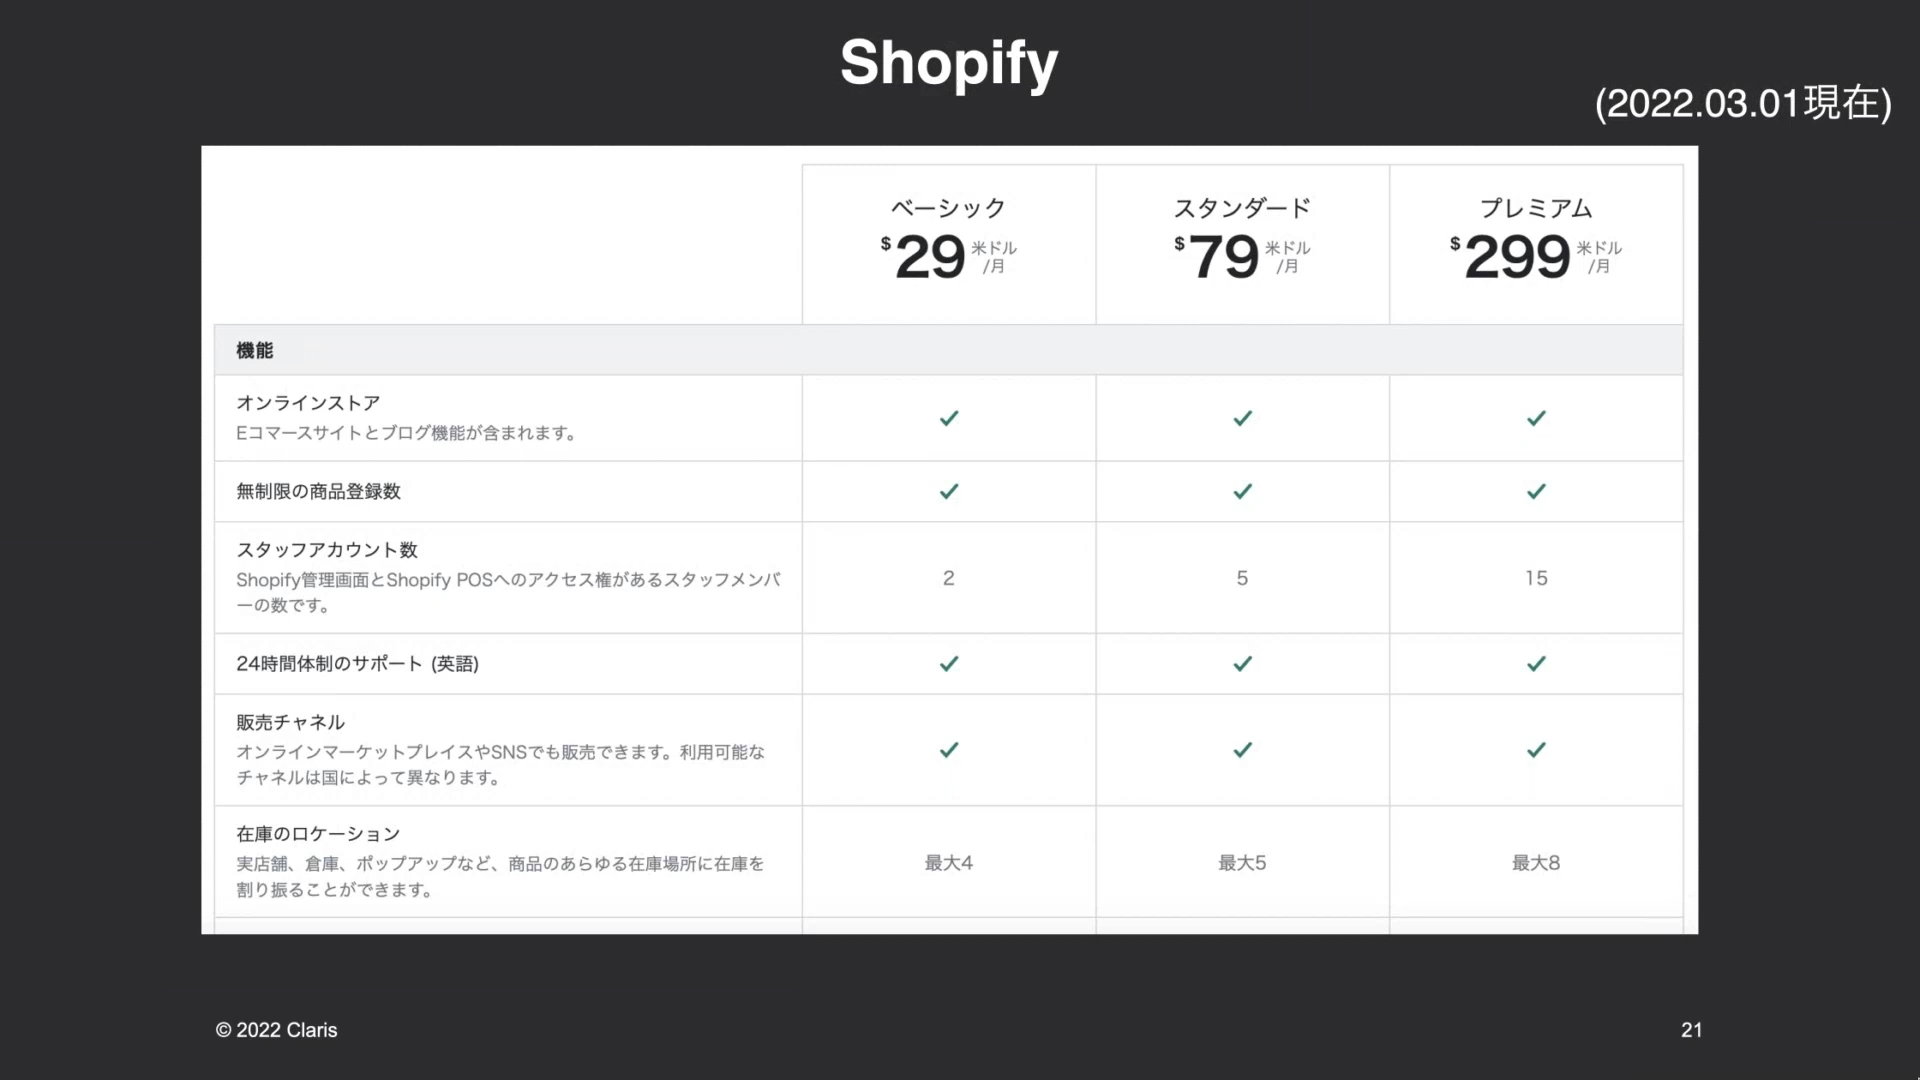 Shopify
(2022.03.01現在)
ベーシック
$29米ドル/月
スタンダード
$79米ドル/月
プレミアム
$299米ドル/月
機能
オンラインストア
Eコマースサイトとブログ機能が含まれます。
無制限の商品登録数
スタッフアカウント数
Shopify管理画面とShopify POSへのアクセス権があるスタッフメンバ
ーの数です。
2
5
15
24時間体制のサポート (英語)
販売チャネル
オンラインマーケットプレイスやSNSでも販売できます。利用可能な
チャネルは国によって異なります。
在庫のロケーション
実店舗、倉庫、ポップアップなど、商品のあらゆる在庫場所に在庫を
割り振ることができます。
最大4
最大5
最大8
© 2022 Claris
21